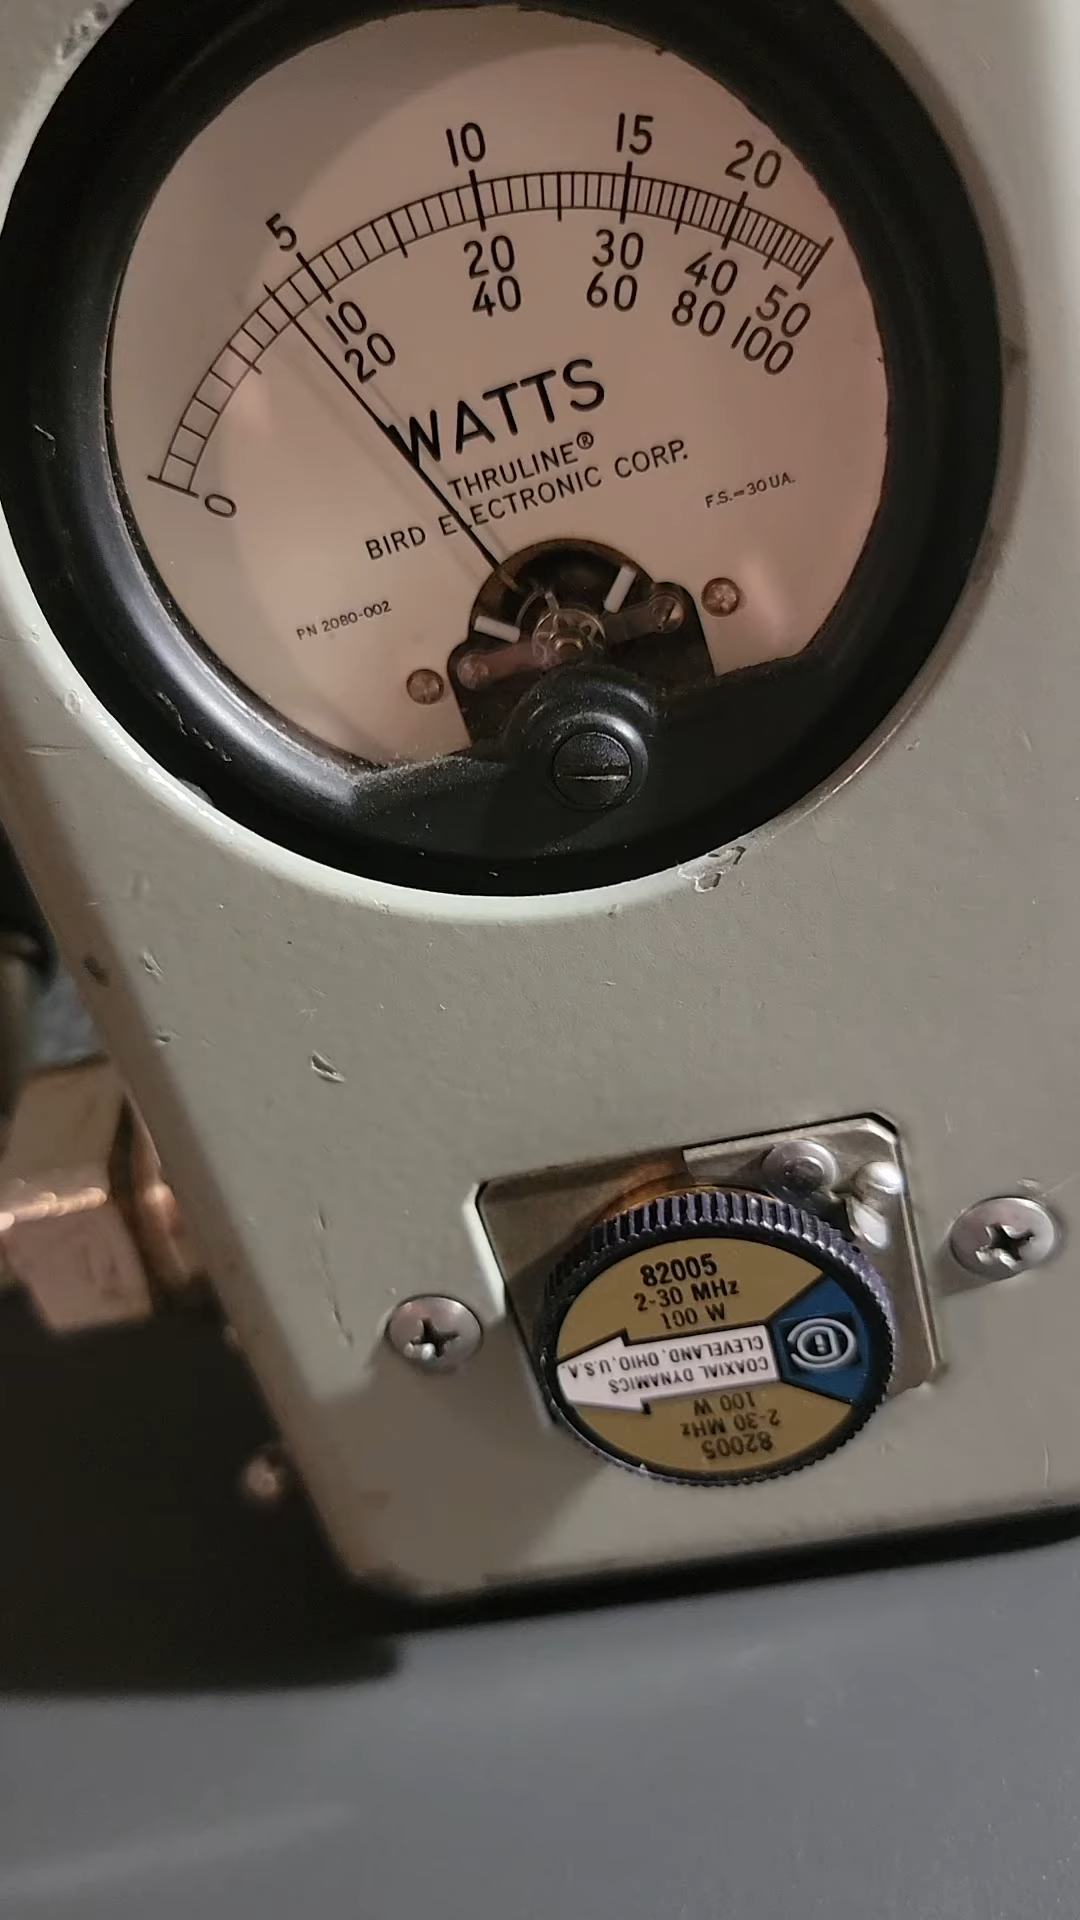 5 10 15 20
0 10 20 30 40 50
20 40 60 80 100
WATTS
THRULINE®
BIRD ELECTRONIC CORP.
F.S.=30UA.
PN 2080-002
82005
2-30 MHz
100 W
COAXIAL DYNAMICS
CLEVELAND, OHIO, U.S.A.
82005
2-30 MHz
100 W